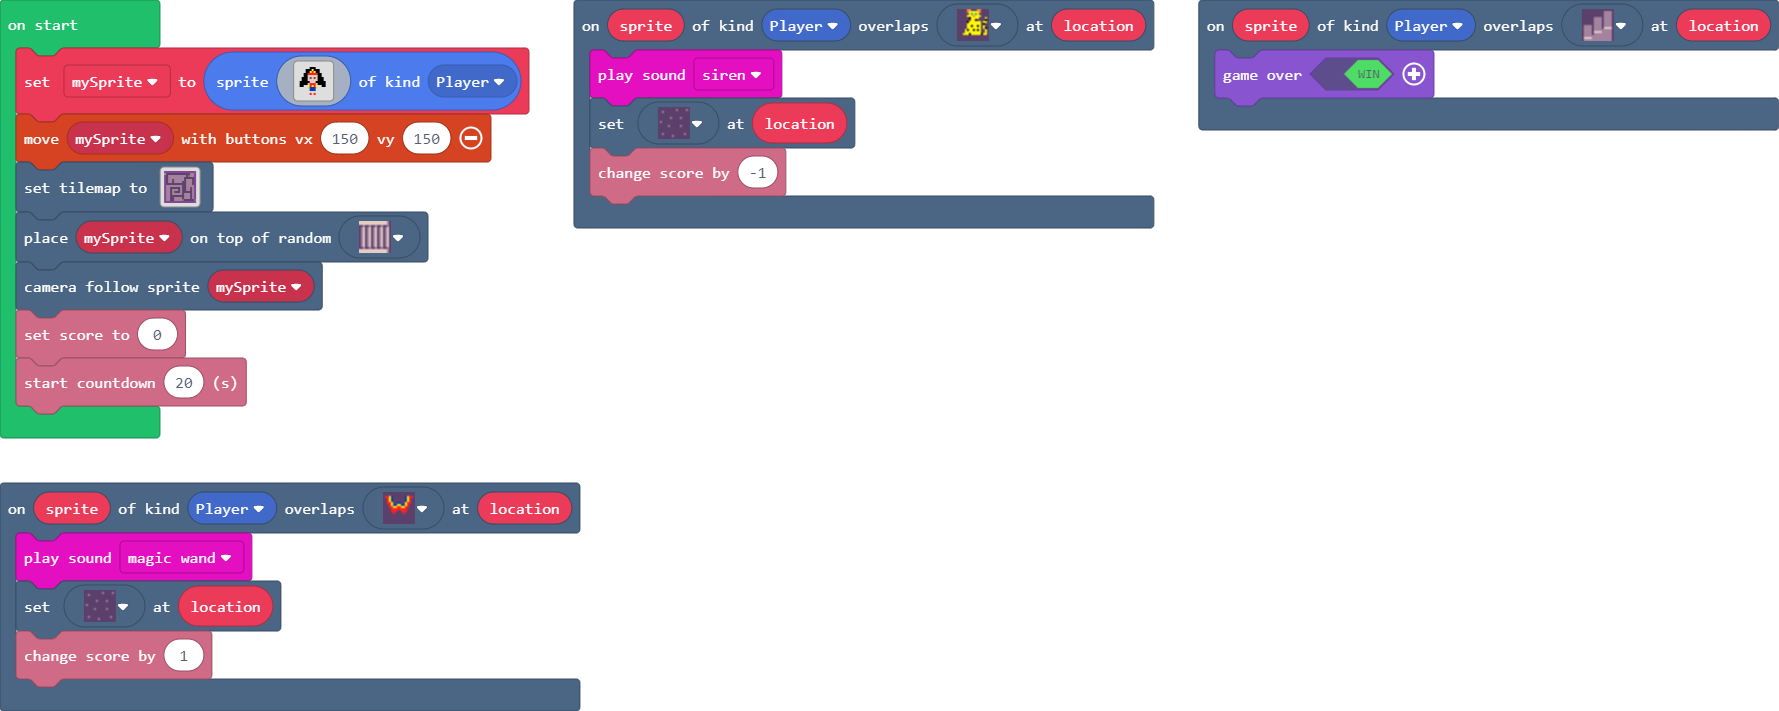 on start
set mySprite to sprite of kind Player
move mySprite with buttons vx 150 vy 150
set tilemap to
place mySprite on top of random
camera follow sprite mySprite
set score to 0
start countdown 20 (s)
on sprite of kind Player overlaps at location
play sound siren
set at location
change score by -1
on sprite of kind Player overlaps at location
game over WIN
on sprite of kind Player overlaps at location
play sound magic wand
set at location
change score by 1